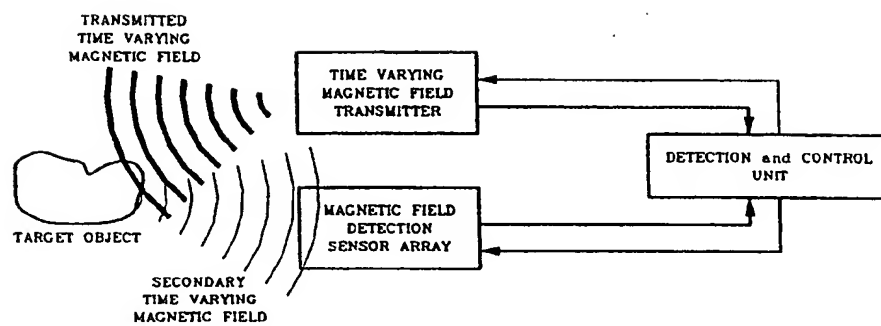 TRANSMITTED
TIME VARYING
MAGNETIC FIELD
TIME VARYING
MAGNETIC FIELD
TRANSMITTER
DETECTION and CONTROL
UNIT
TARGET OBJECT
MAGNETIC FIELD
DETECTION
SENSOR ARRAY
SECONDARY
TIME VARYING
MAGNETIC FIELD